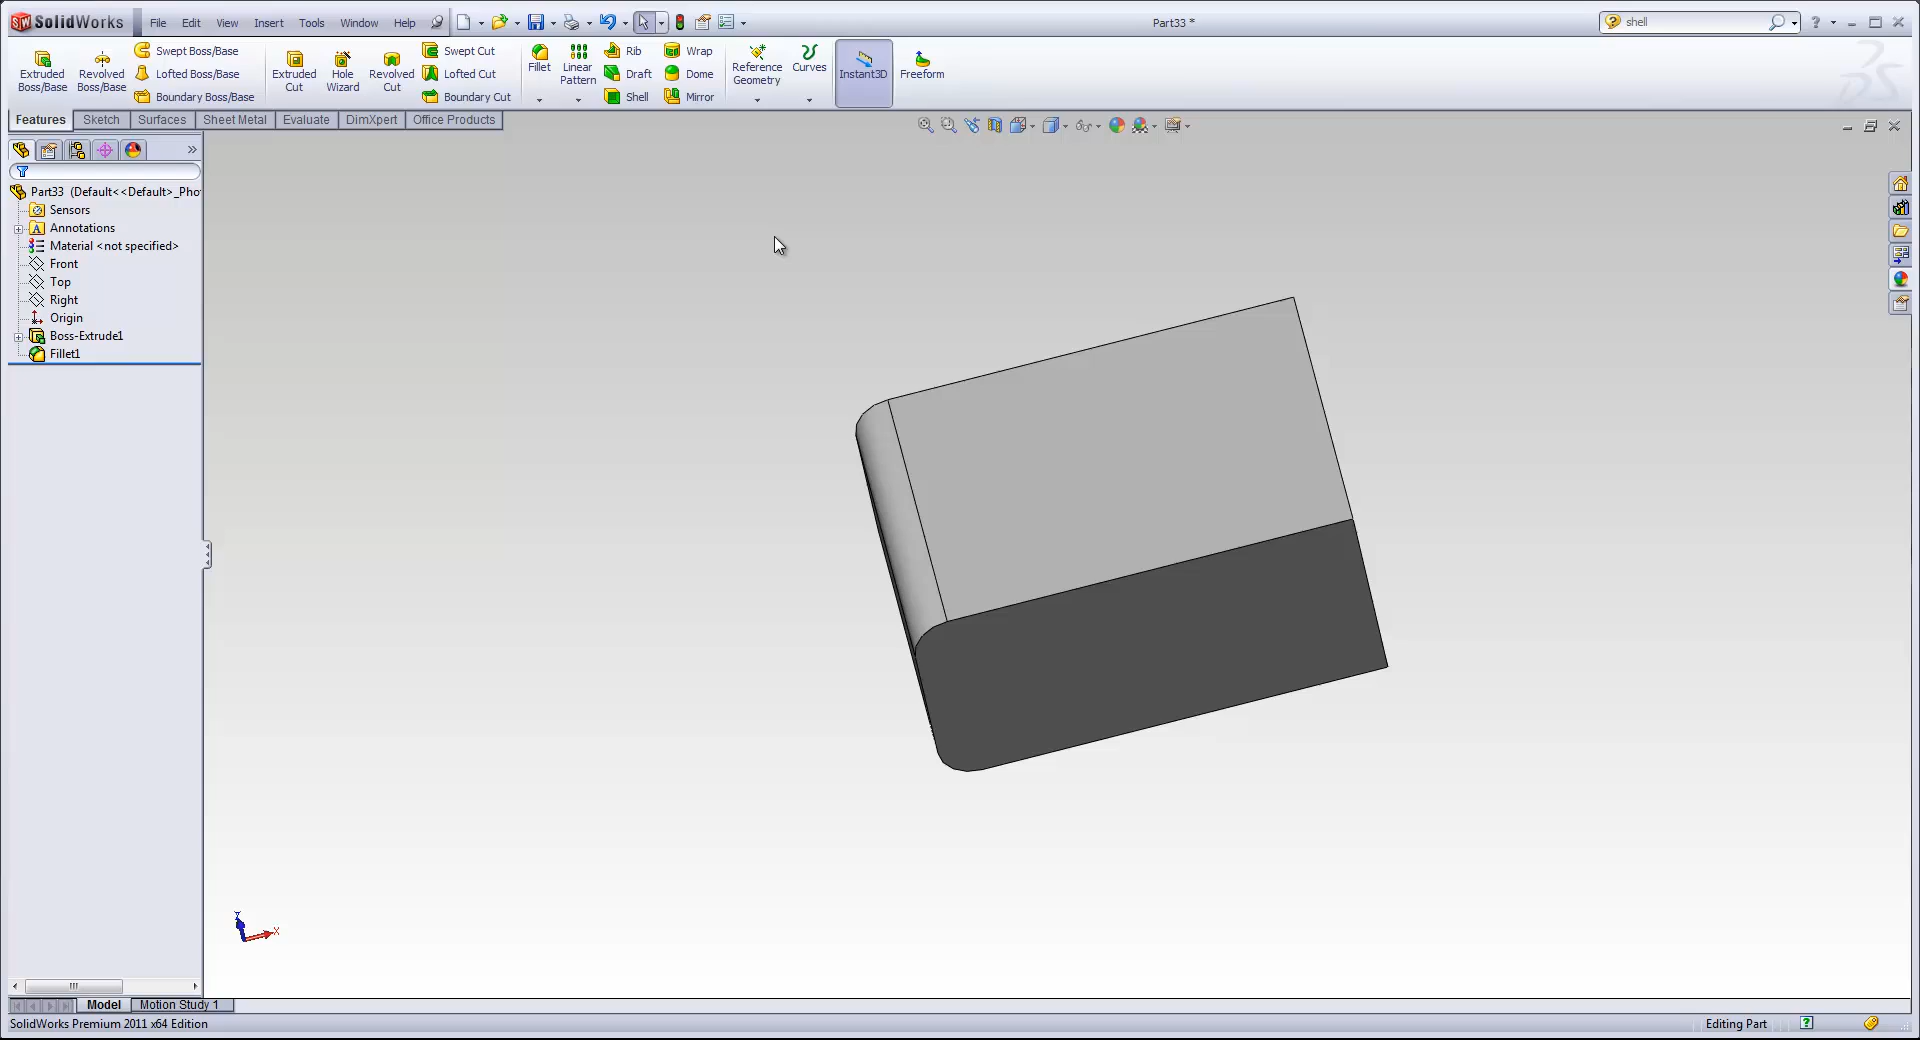 SolidWorks File Edit View Insert Tools Window Help Part33 * shell
Extruded Boss/Base
Revolved Boss/Base
Swept Boss/Base
Lofted Boss/Base
Boundary Boss/Base
Extruded Cut
Hole Wizard
Revolved Cut
Swept Cut
Lofted Cut
Boundary Cut
Fillet
Linear Pattern
Rib
Draft
Shell
Wrap
Dome
Mirror
Reference Geometry
Curves
Instant3D
Freeform
Features Sketch Surfaces Sheet Metal Evaluate DimXpert Office Products
Part33 (Default<<Default>_Pho
Sensors
Annotations
Material <not specified>
Front
Top
Right
Origin
Boss-Extrude1
Fillet1
X
Model Motion Study 1
SolidWorks Premium 2011 x64 Edition Editing Part